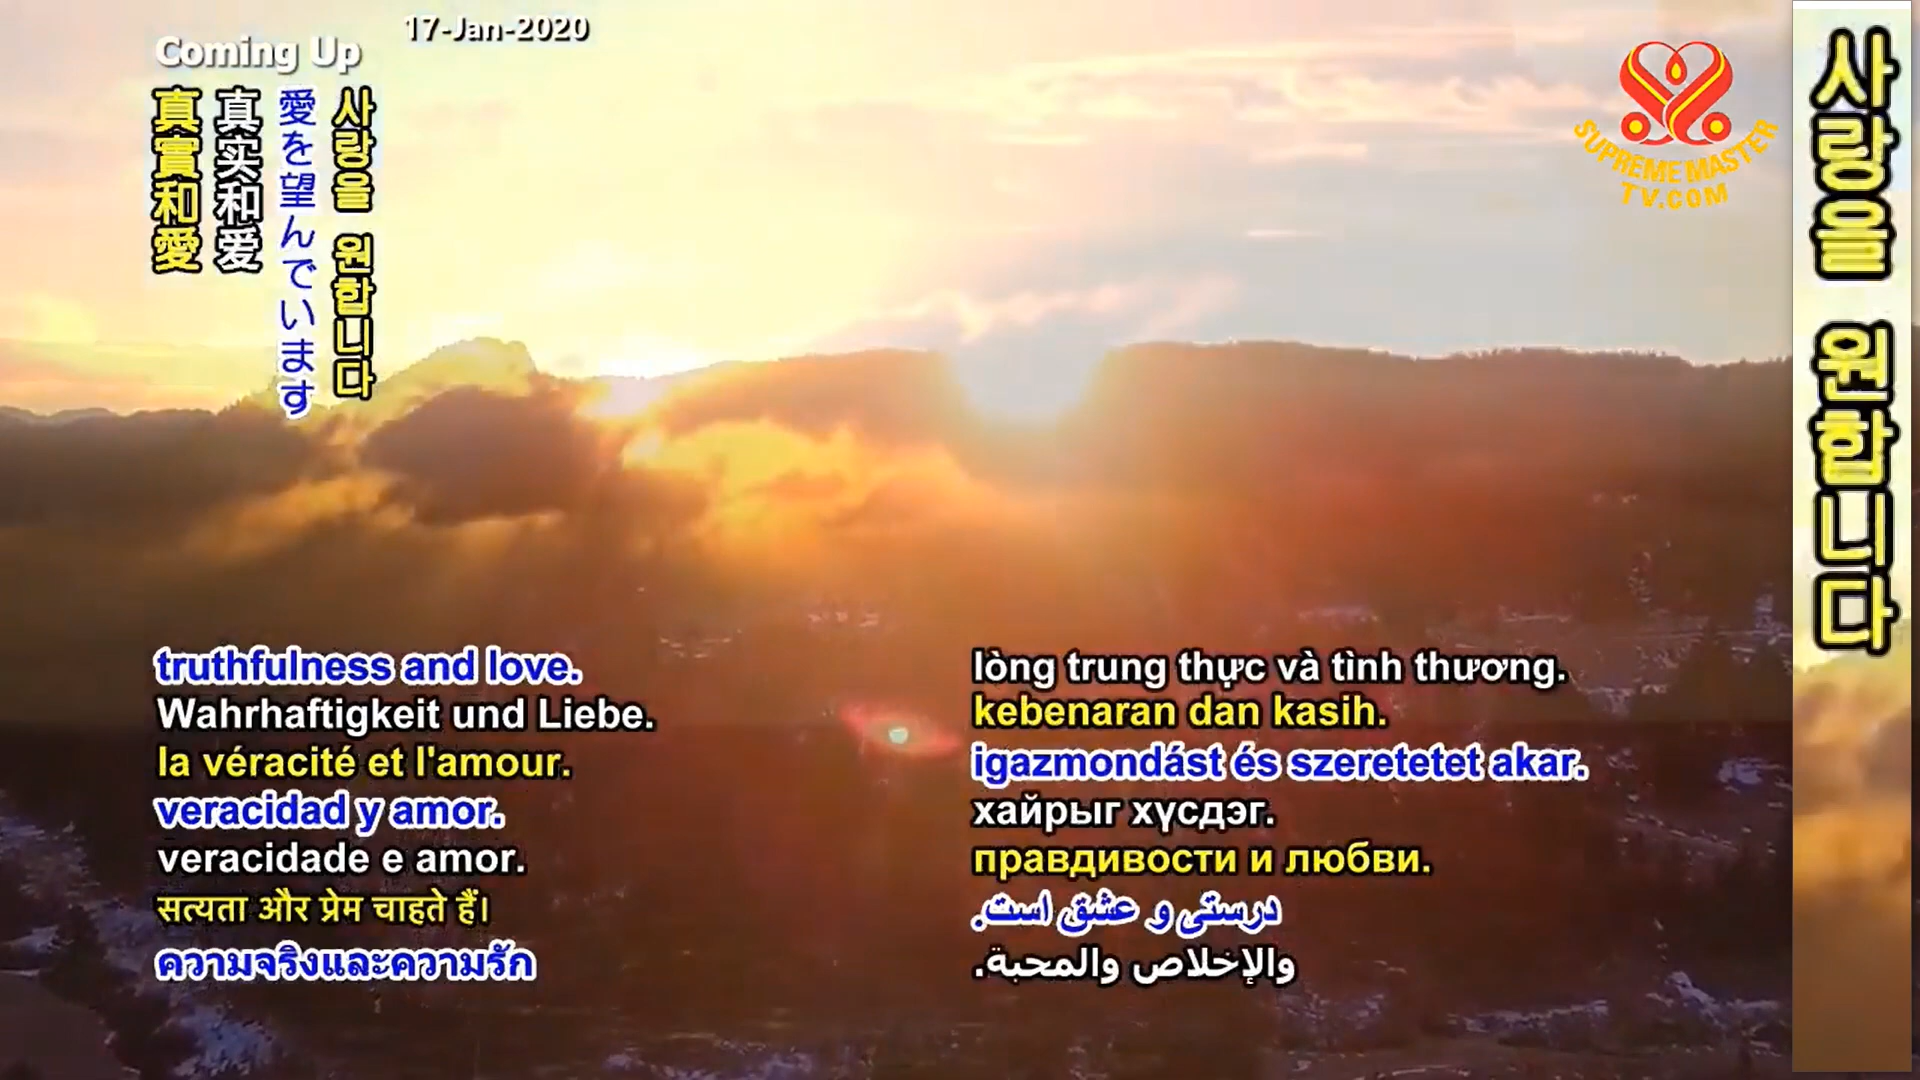 Coming Up
17-Jan-2020
真實和愛
真实和爱
愛を望んでいます
사랑을 원합니다
SUPREME MASTER
TV.COM
사랑을 원합니다
truthfulness and love.
Wahrhaftigkeit und Liebe.
la véracité et l'amour.
veracidad y amor.
veracidade e amor.
सत्यता और प्रेम चाहते हैं।
ความจริงและความรัก
lòng trung thực và tình thương.
kebenaran dan kasih.
igazmondást és szeretetet akar.
хайрыг хүсдэг.
правдивости и любви.
درستی و عشق است.
والإخلاص والمحبة.